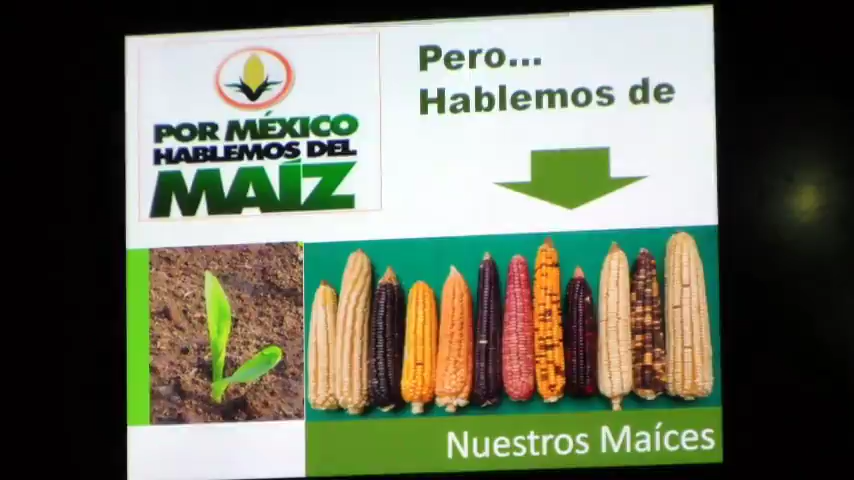 POR MÉXICO
HABLEMOS DEL
MAÍZ
Pero...
Hablemos de
Nuestros Maíces